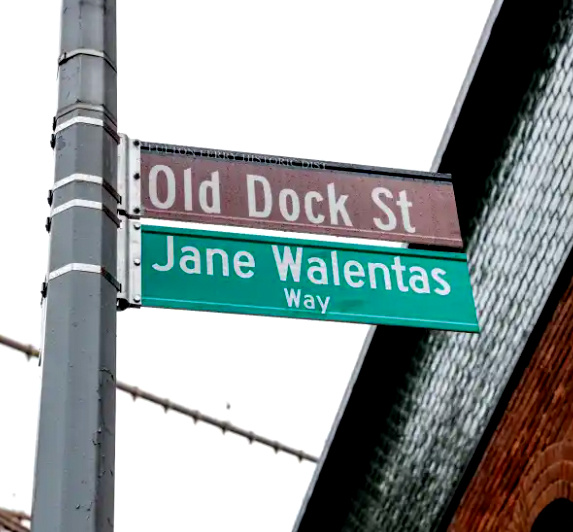 FULTON FERRY HISTORIC DIST
Old Dock St
Jane Walentas
Way